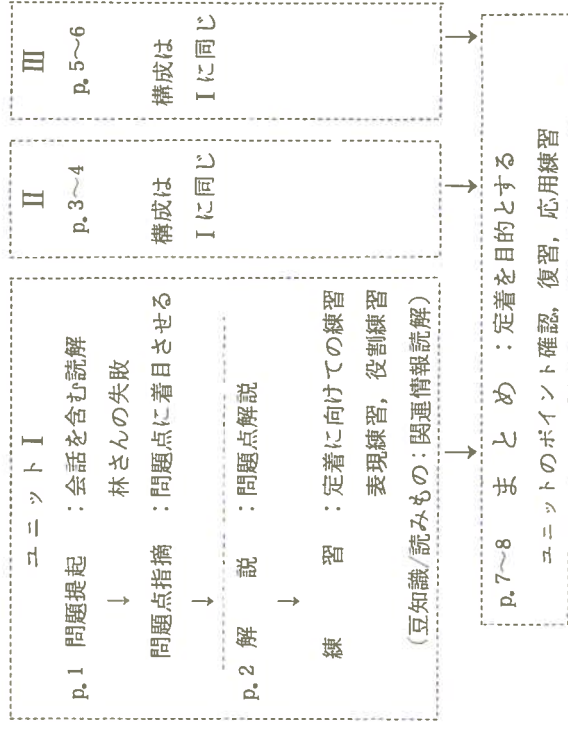 ユニットⅠ
p.1 問題提起 ：会話を含む読解
林さんの失敗
↓
問題点指摘 ：問題点に着目させる
↓
p.2 解説 ：問題点解説
↓
練習 ：定着に向けての練習
表現練習，役割練習
（豆知識/読みもの：関連情報読解）
Ⅱ
p.3～4
構成は
Ⅰに同じ
Ⅲ
p.5～6
構成は
Ⅰに同じ
↓
↓
↓
p.7～8 まとめ ：定着を目的とする
ユニットのポイント確認，復習，応用練習